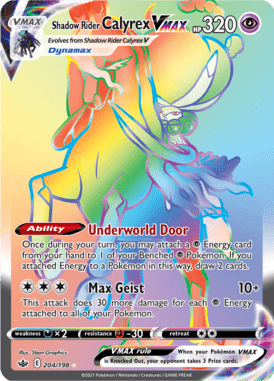 VMAX Shadow Rider Calyrex VMAX HP 320
Evolves from Shadow Rider Calyrex V
Dynamax
Ability Underworld Door
Once during your turn, you may attach a Energy card
from your hand to 1 of your Benched Pokémon. If you
attached Energy to a Pokémon in this way, draw 2 cards.
Max Geist 10+
This attack does 30 more damage for each Energy
attached to all of your Pokémon.
weakness ×2 resistance -30 retreat
Illus. 5ban Graphics
VMAX rule When your Pokémon VMAX
is Knocked Out, your opponent takes 3 Prize cards.
204/198
©2021 Pokémon / Nintendo / Creatures / GAME FREAK